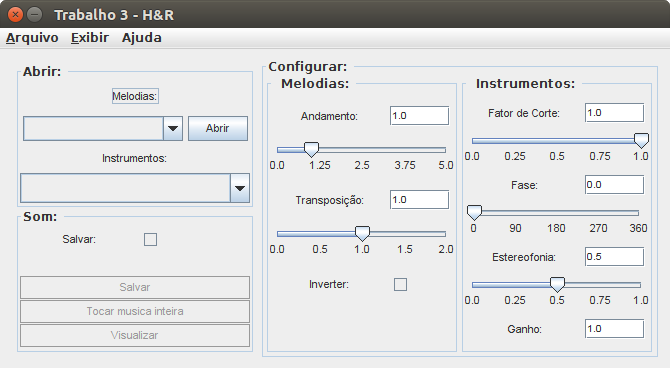 Trabalho 3 - H&R
Arquivo Exibir Ajuda
Abrir:
Melodias:
Abrir
Instrumentos:
Som:
Salvar:
Salvar
Tocar musica inteira
Visualizar
Configurar:
Melodias:
Andamento: 1.0
0.0 1.25 2.5 3.75 5.0
Transposição: 1.0
0.0 0.5 1.0 1.5 2.0
Inverter:
Instrumentos:
Fator de Corte: 1.0
0.0 0.25 0.5 0.75 1.0
Fase: 0.0
0 90 180 270 360
Estereofonia: 0.5
0.0 0.25 0.5 0.75 1.0
Ganho: 1.0